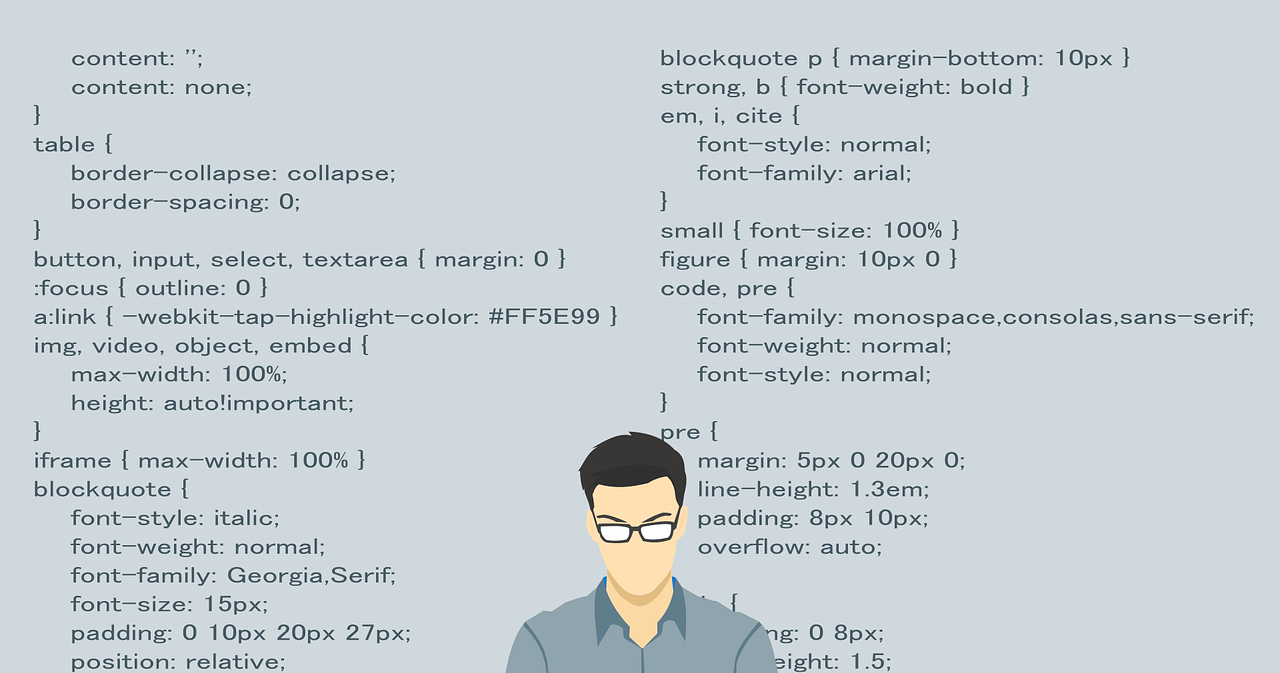 content: '';
content: none;
}
table {
border-collapse: collapse;
border-spacing: 0;
}
button, input, select, textarea { margin: 0 }
:focus { outline: 0 }
a:link { -webkit-tap-highlight-color: #FF5E99 }
img, video, object, embed {
max-width: 100%;
height: auto!important;
}
iframe { max-width: 100% }
blockquote {
font-style: italic;
font-weight: normal;
font-family: Georgia,Serif;
font-size: 15px;
padding: 0 10px 20px 27px;
position: relative;
blockquote p { margin-bottom: 10px }
strong, b { font-weight: bold }
em, i, cite {
font-style: normal;
font-family: arial;
}
small { font-size: 100% }
figure { margin: 10px 0 }
code, pre {
font-family: monospace,consolas,sans-serif;
font-weight: normal;
font-style: normal;
}
pre {
margin: 5px 0 20px 0;
line-height: 1.3em;
padding: 8px 10px;
overflow: auto;
{
0 8px;
1.5;